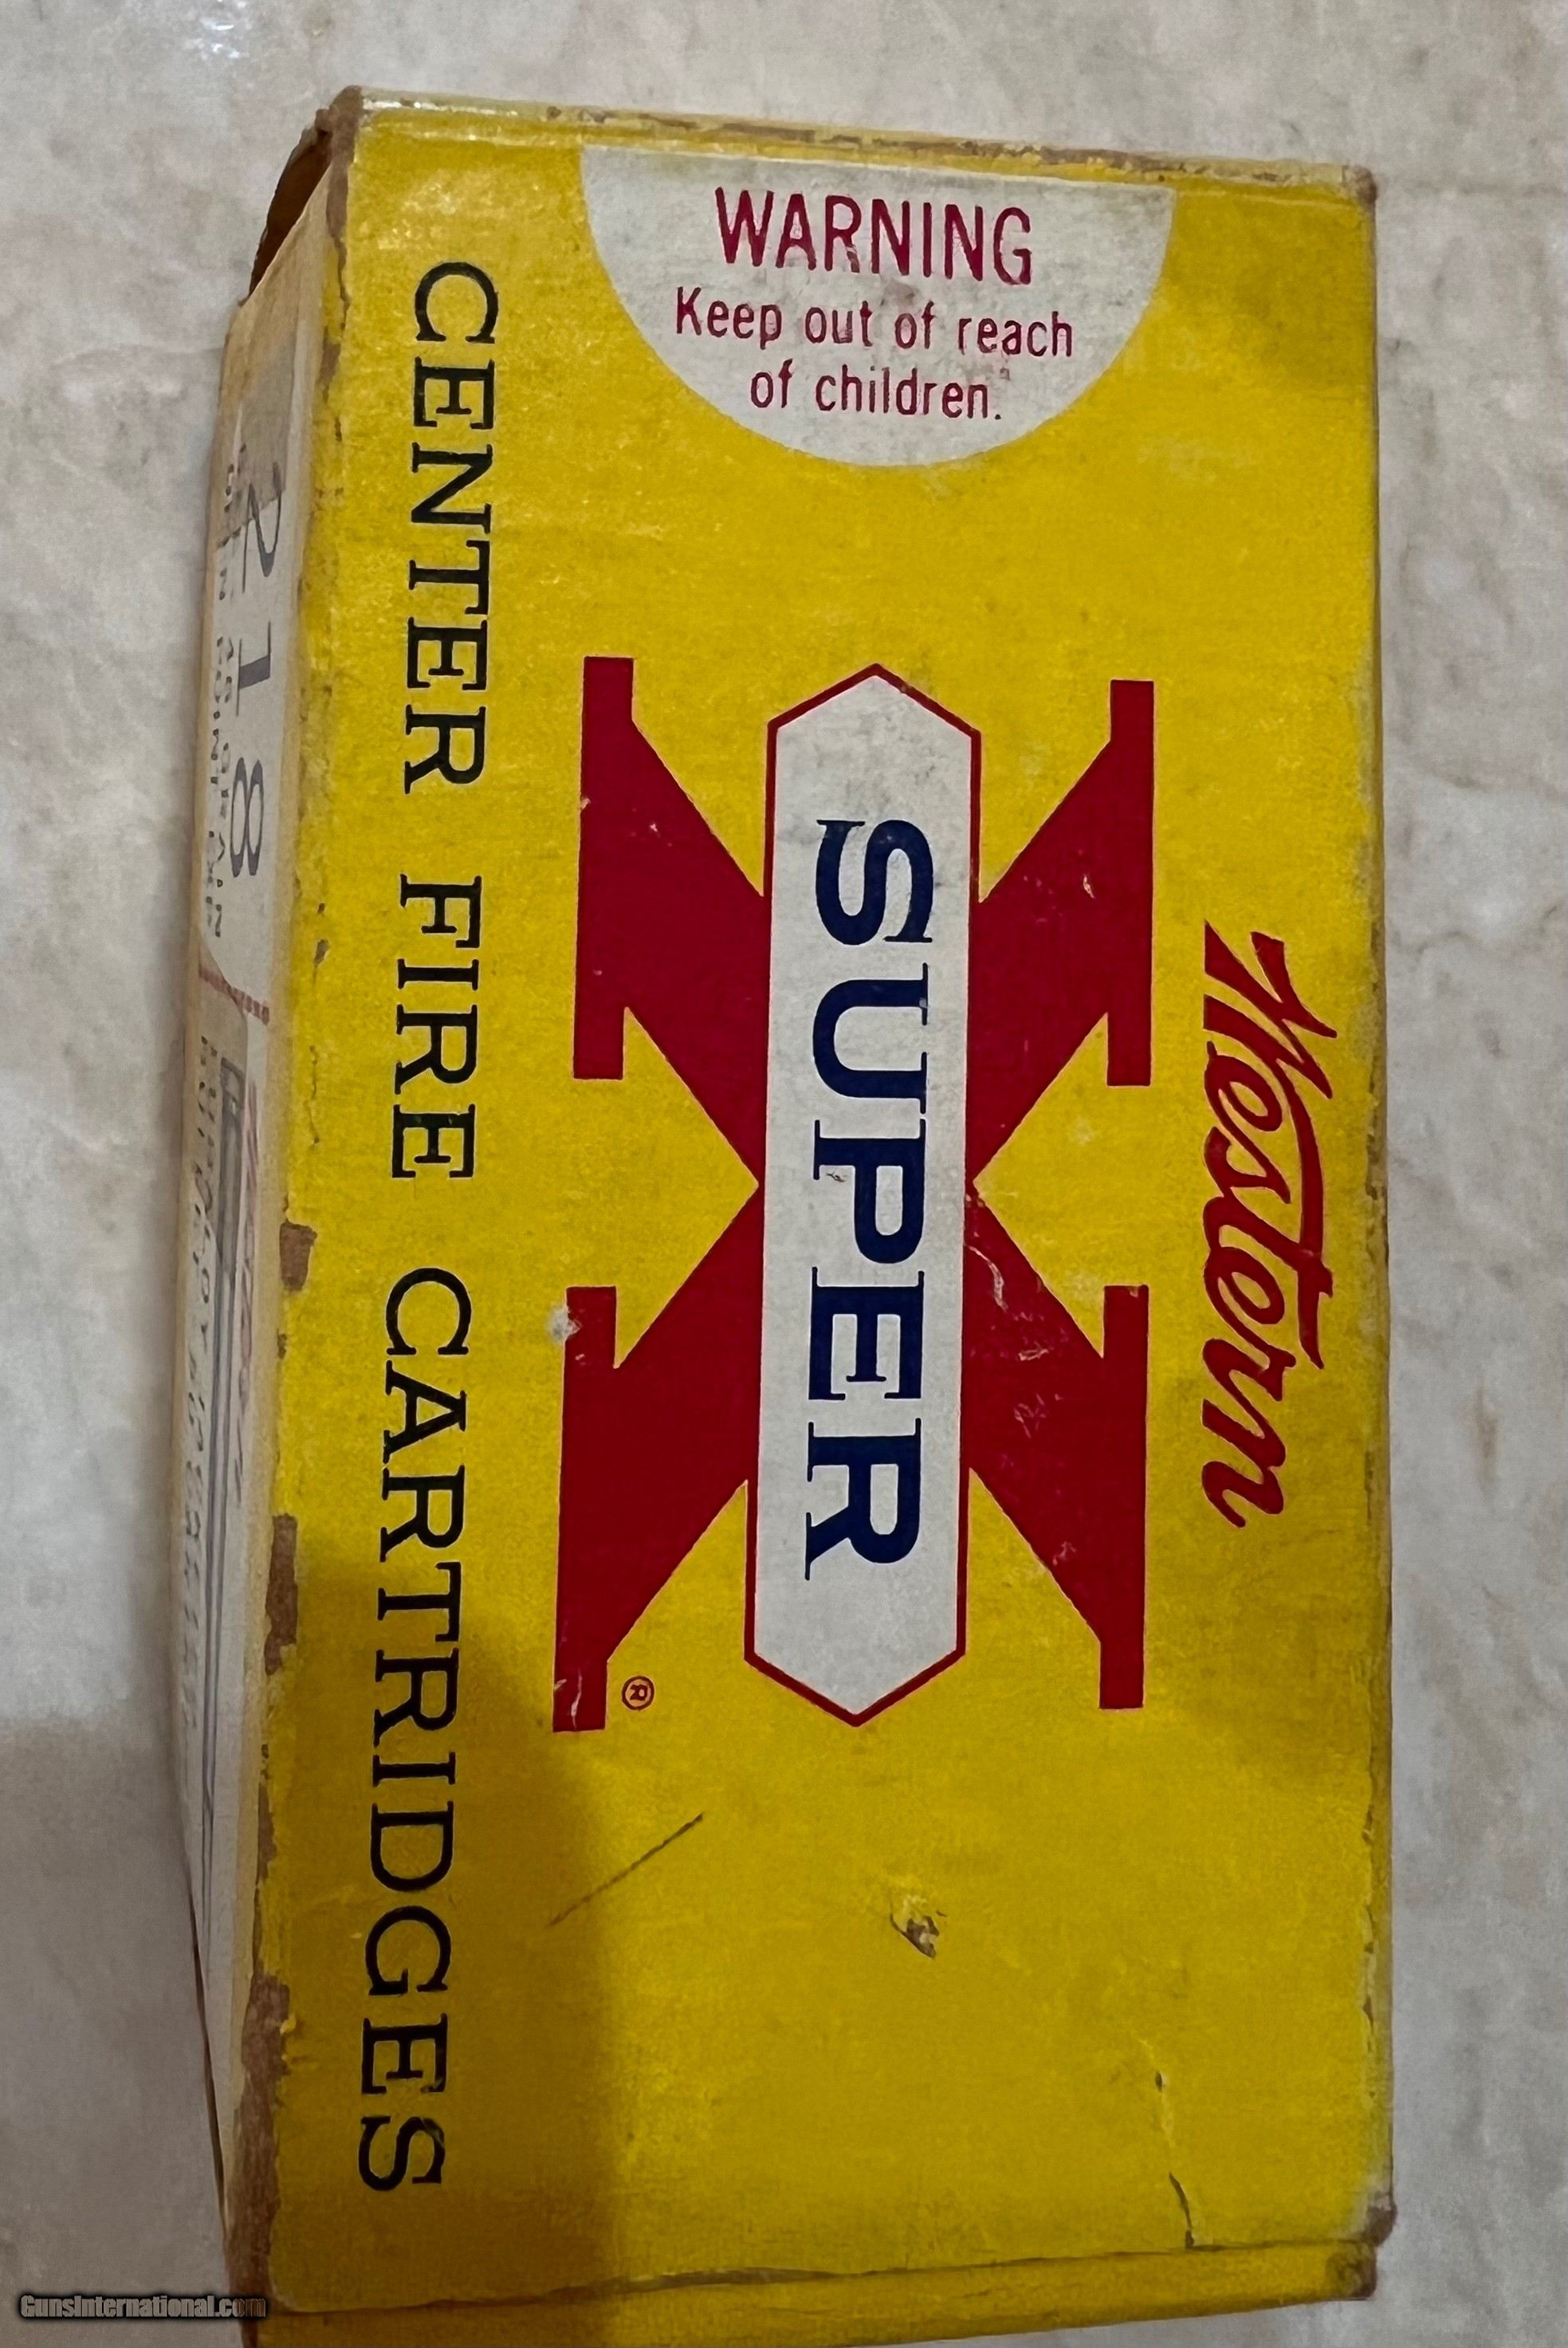 WARNING
Keep out of reach
of children.
Western
SUPER
X
®
CENTER FIRE CARTRIDGES
218
GunsInternational.com